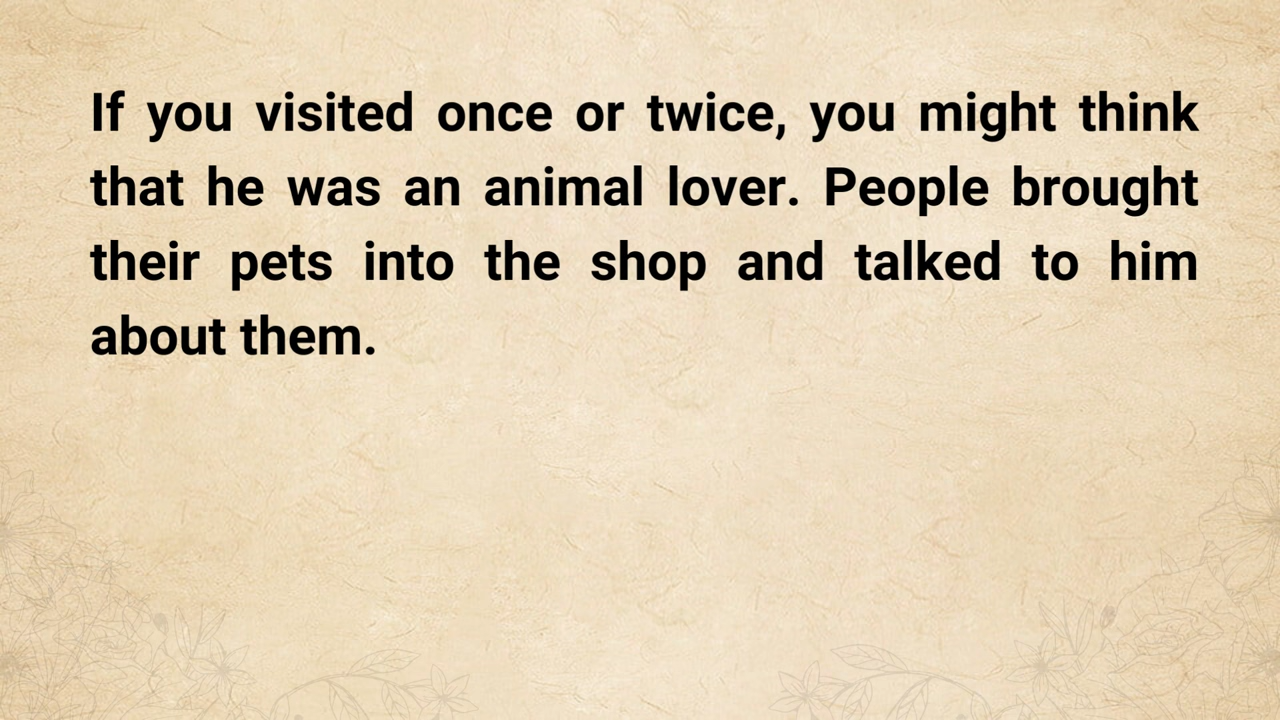 If you visited once or twice, you might think
that he was an animal lover. People brought
their pets into the shop and talked to him
about them.